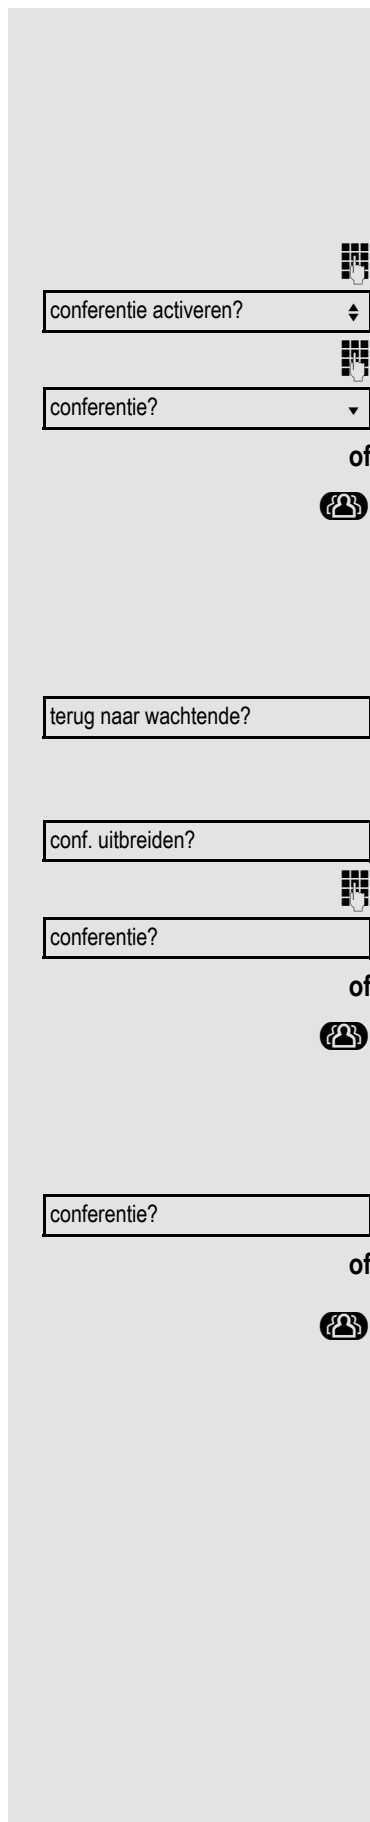 conferentie activeren?
conferentie?
of
terug naar wachtende?
conf. uitbreiden?
conferentie?
of
conferentie?
of